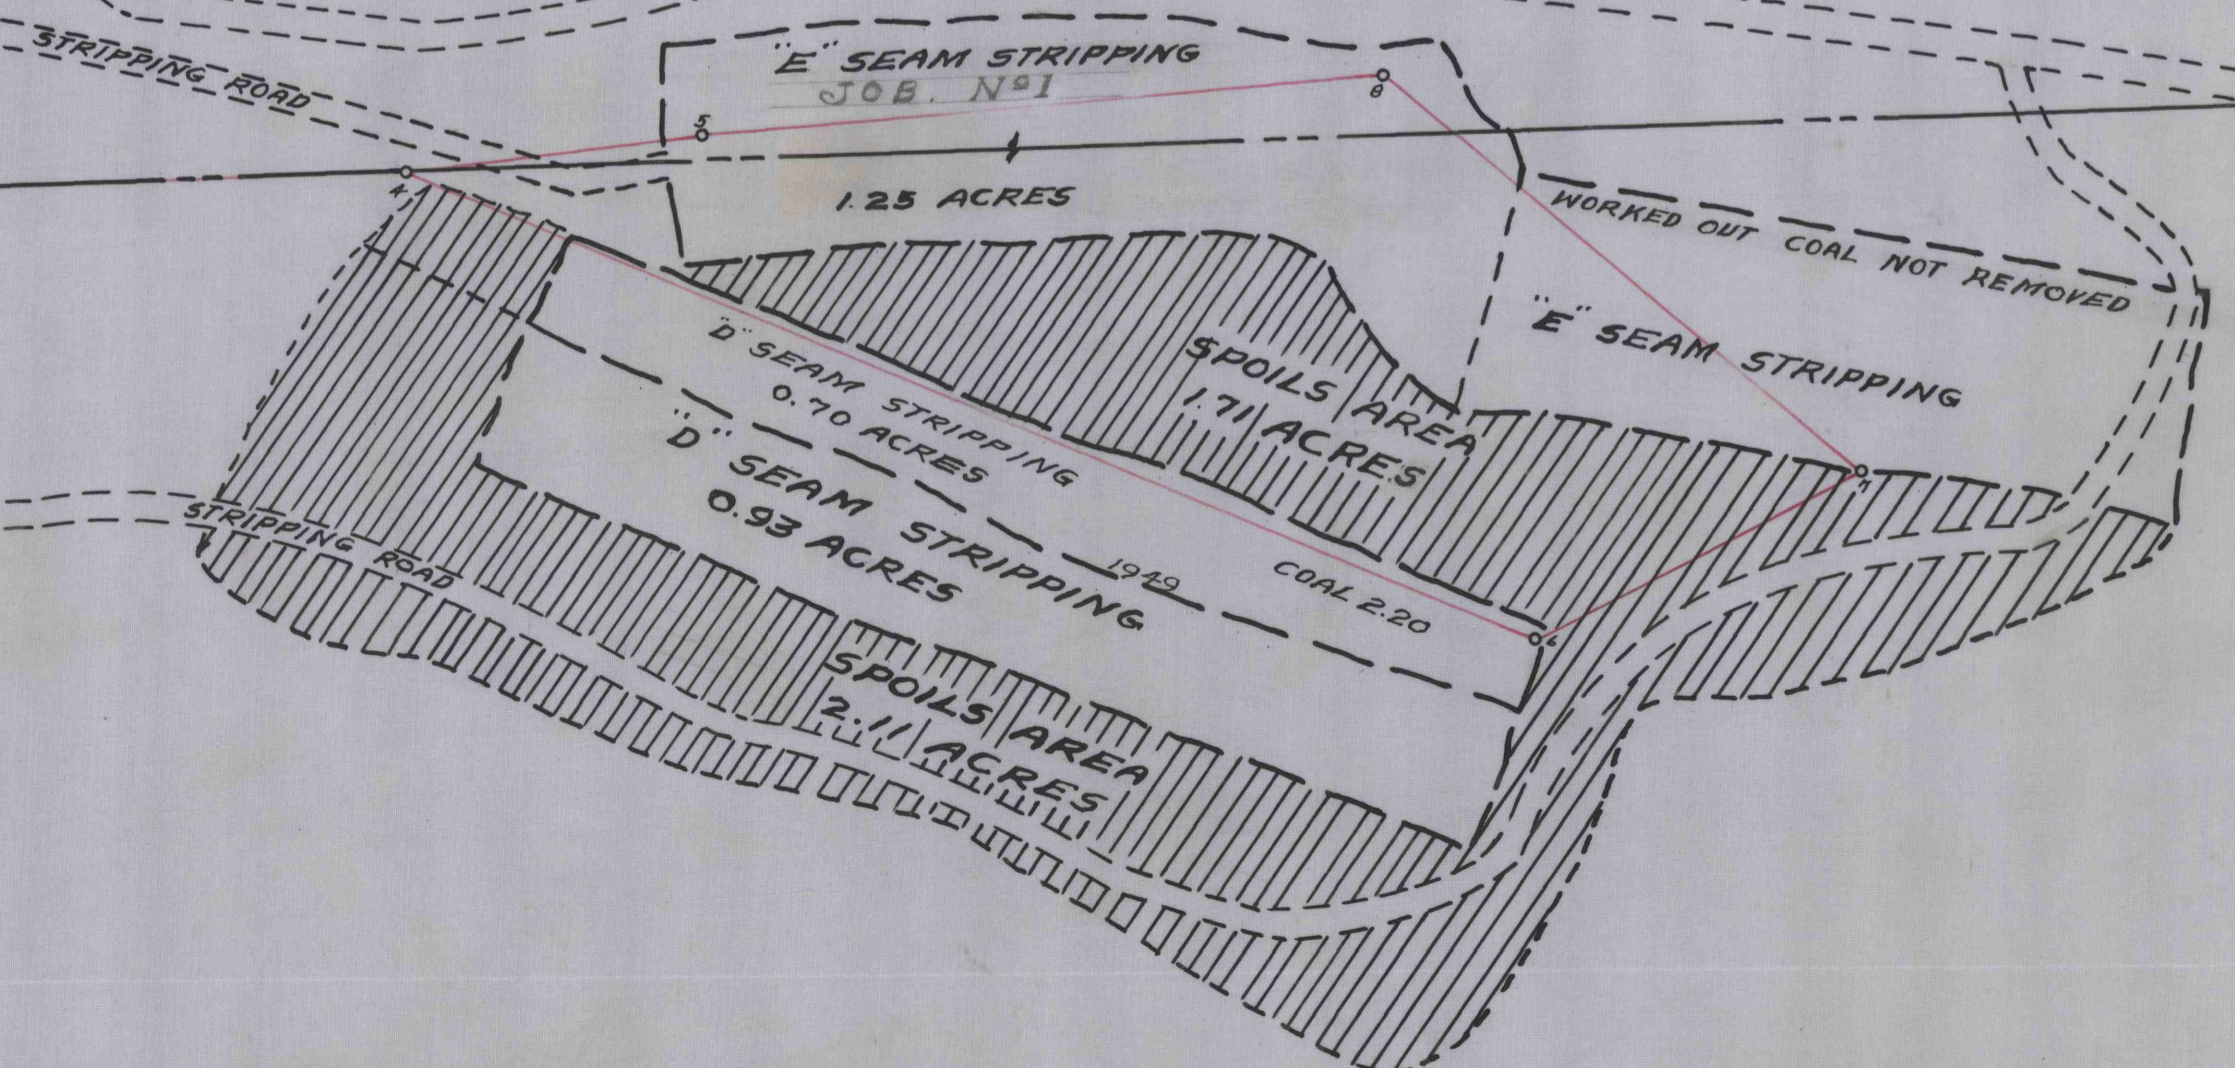 STRIPPING ROAD
"E" SEAM STRIPPING
JOB. No1
8
5
4
1.25 ACRES
WORKED OUT COAL NOT REMOVED
"E" SEAM STRIPPING
SPOILS AREA
1.71 ACRES
"D" SEAM STRIPPING
0.70 ACRES
"D" SEAM STRIPPING
0.93 ACRES
1949
COAL 2.20
7
6
STRIPPING ROAD
SPOILS AREA
2.11 ACRES